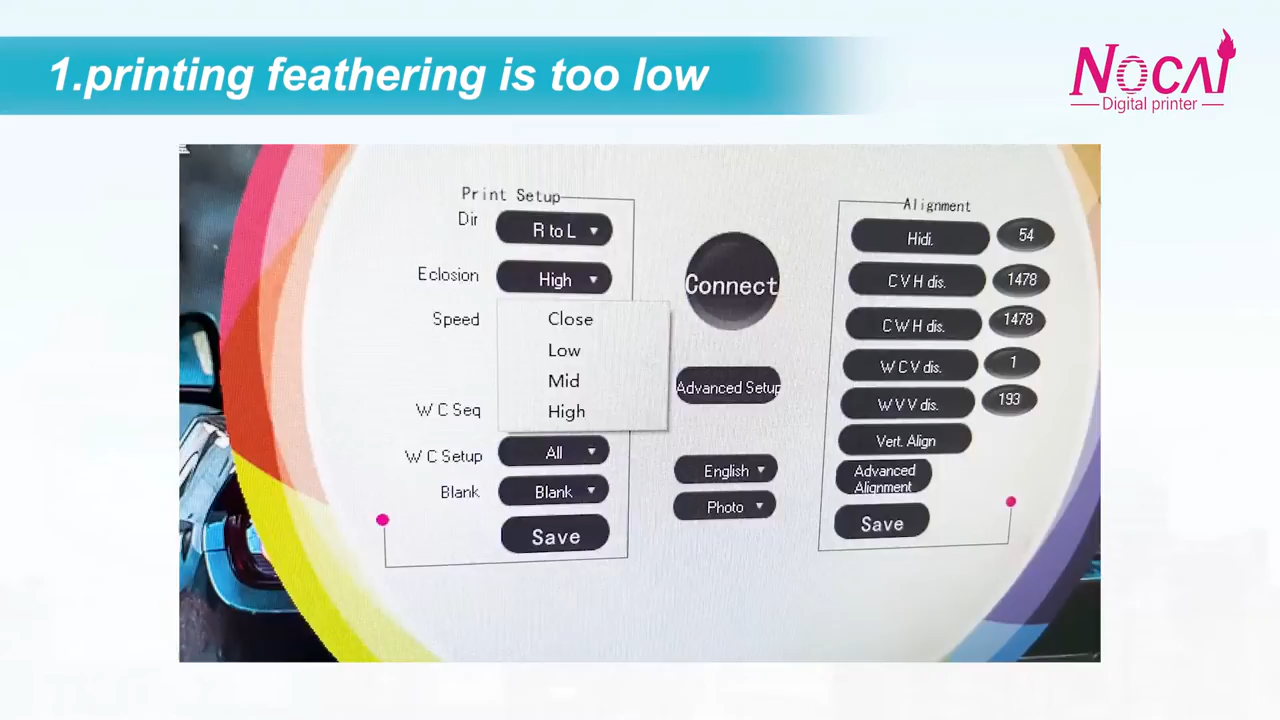 1.printing feathering is too low
NOCAI
Digital printer
Print Setup
Dir
R to L
Eclosion
High
Speed
Close
Low
Mid
High
W C Seq
W C Setup
All
Blank
Blank
Save
Connect
Advanced Setup
English
Photo
Alignment
Hidi.
54
C V H dis.
1478
C W H dis.
1478
W C V dis.
1
W V V dis.
193
Vert. Align
Advanced
Alignment
Save